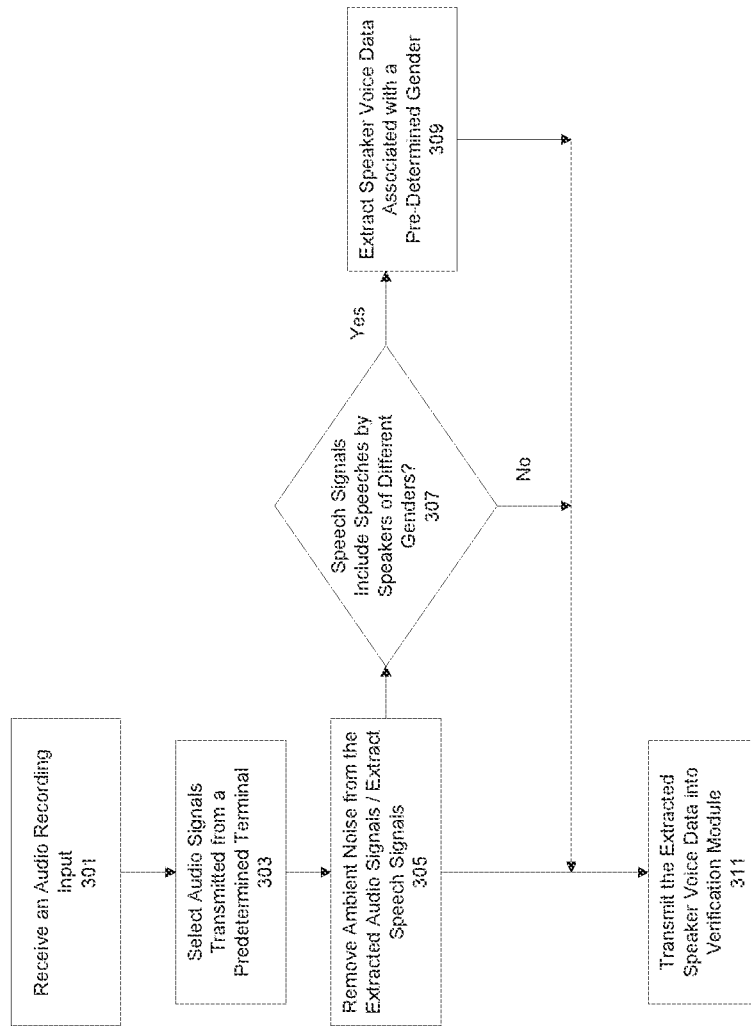 Receive an Audio Recording
Input
301
Select Audio Signals
Transmitted from a
Predetermined Terminal
303
Remove Ambient Noise from the
Extracted Audio Signals / Extract
Speech Signals
305
Speech Signals
Include Speeches by
Speakers of Different
Genders?
307
Yes
No
Extract Speaker Voice Data
Associated with a
Pre-Determined Gender
309
Transmit the Extracted
Speaker Voice Data into
Verification Module
311